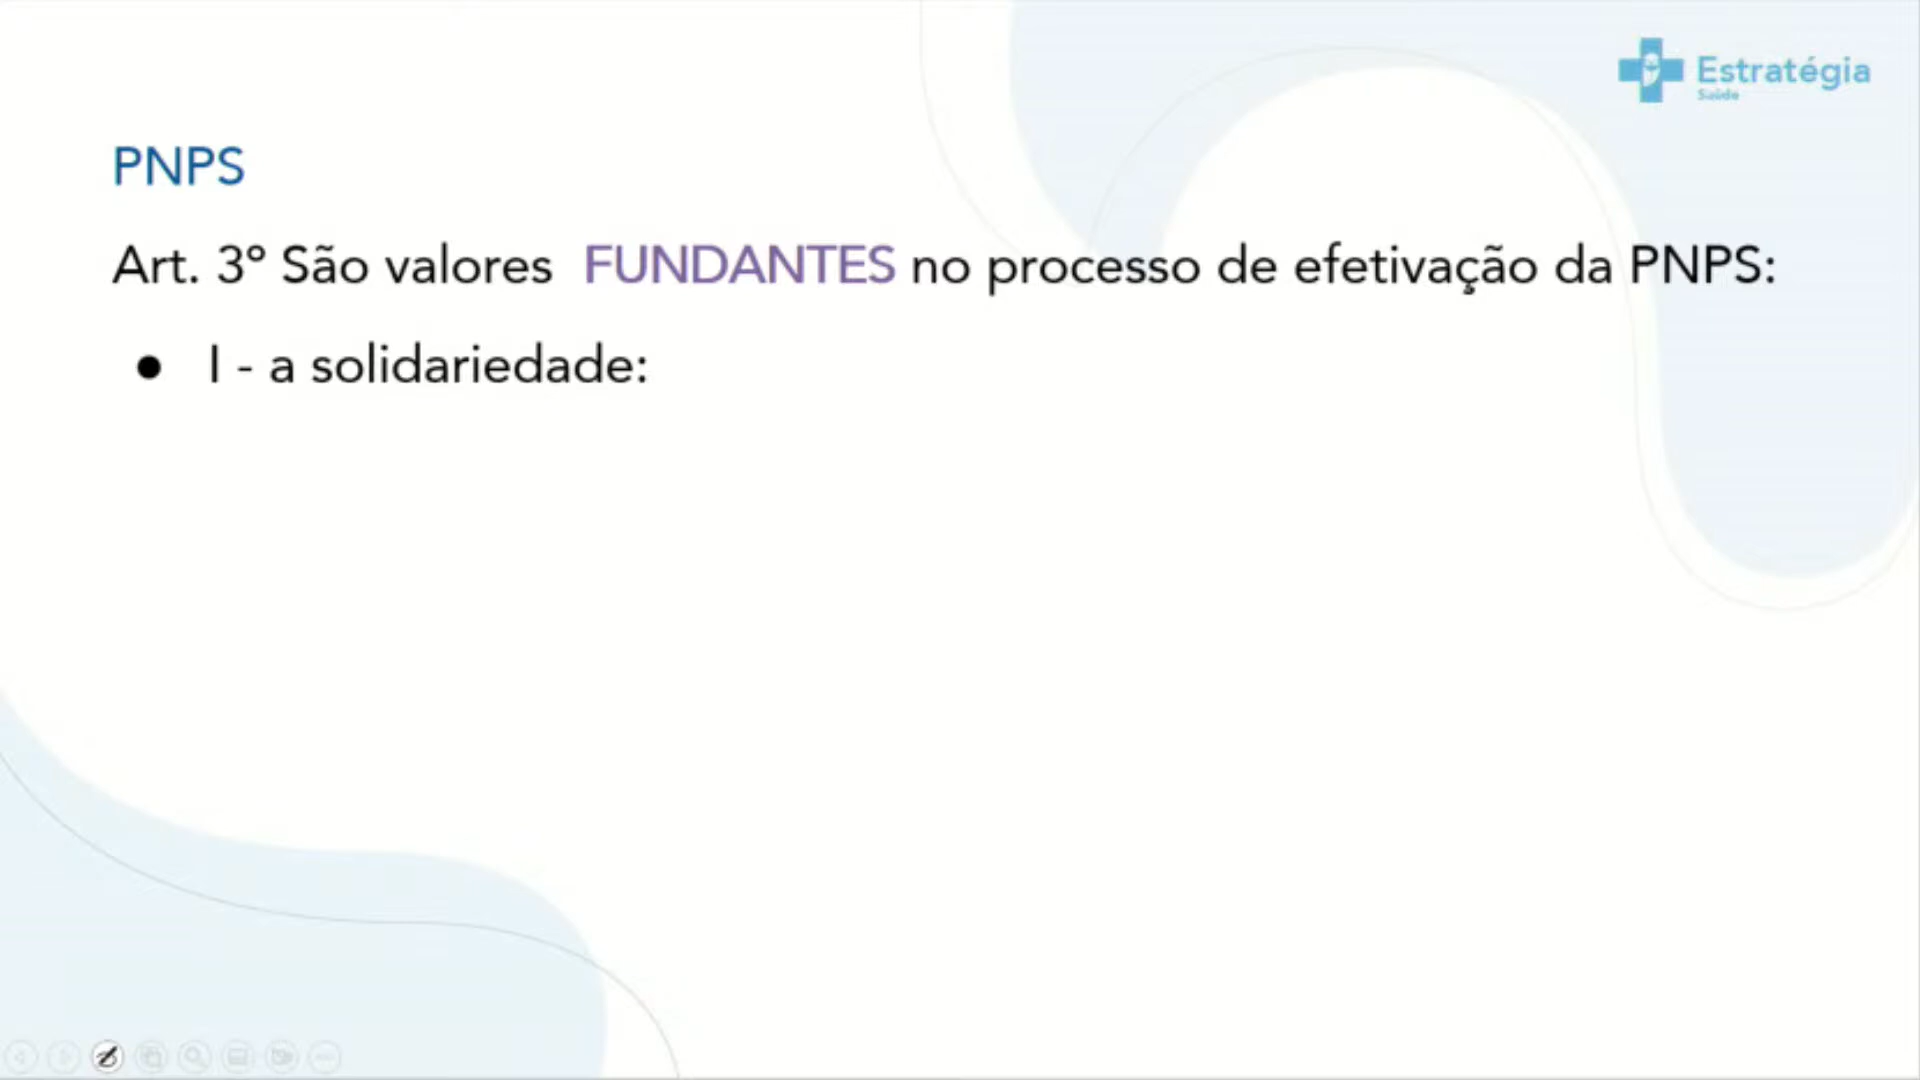 Estratégia
Saúde
PNPS
Art. 3º São valores FUNDANTES no processo de efetivação da PNPS:
● I - a solidariedade: